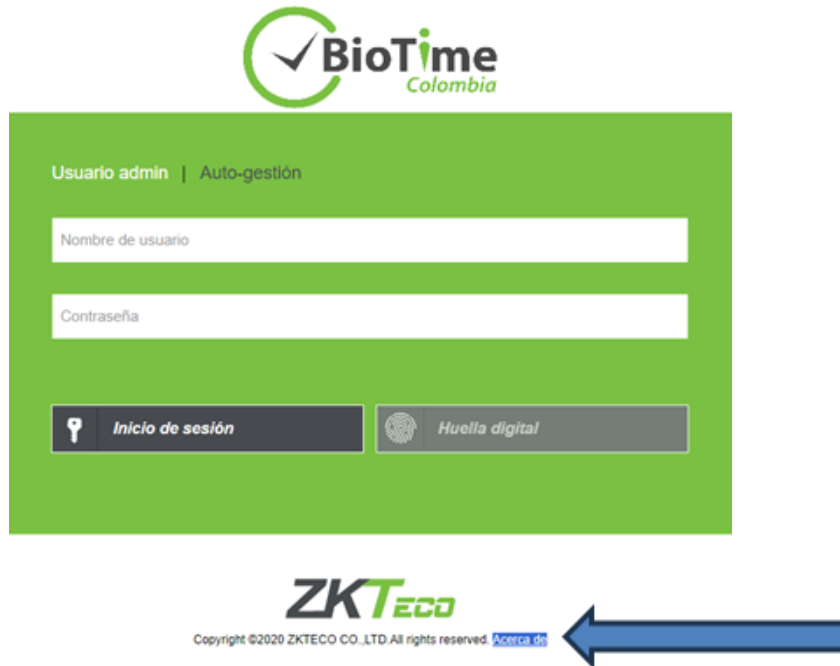 BioTime
Colombia
Usuario admin | Auto-gestión
Nombre de usuario
Contraseña
Inicio de sesión
Huella digital
ZKTECO
Copyright ©2020 ZKTECO CO.,LTD.All rights reserved. Acerca de